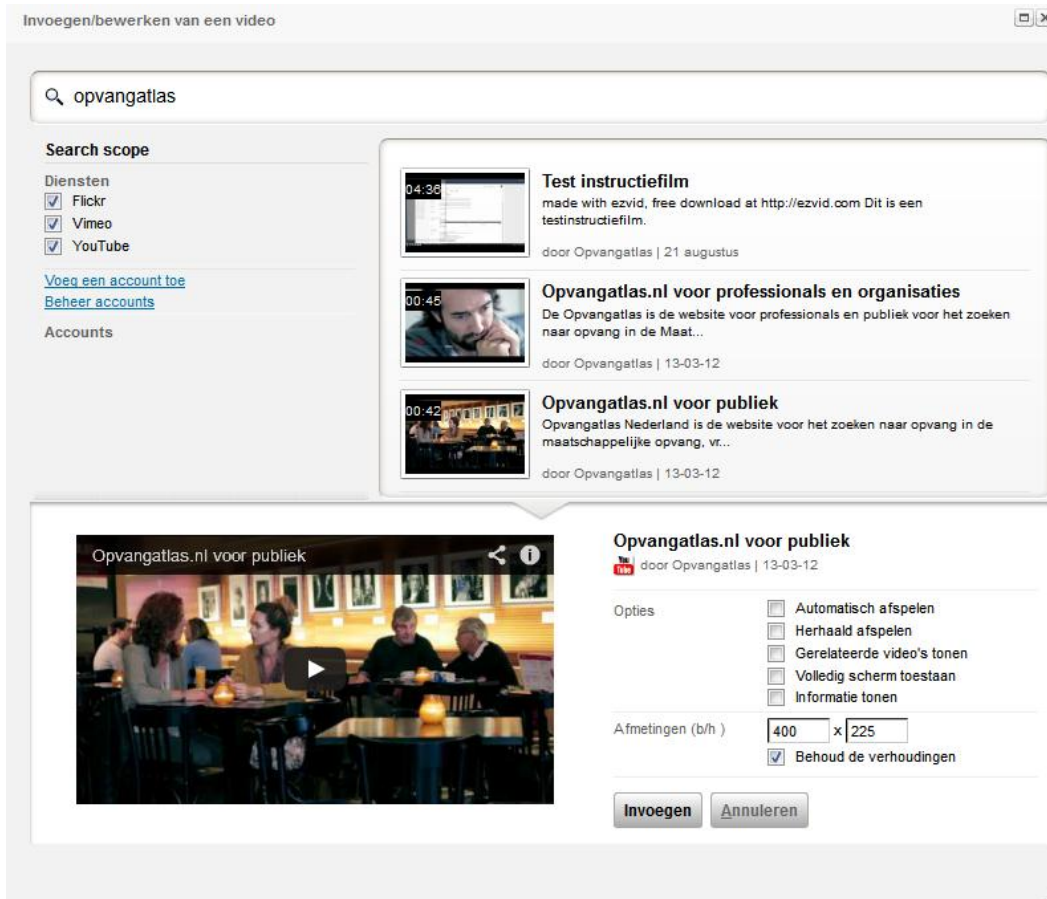 Invoegen/bewerken van een video
opvangatlas
Search scope
Diensten
Flickr
Vimeo
YouTube
Voeg een account toe
Beheer accounts
Accounts
04:36
Test instructiefilm
made with ezvid, free download at http://ezvid.com Dit is een
testinstructiefilm.
door Opvangatlas | 21 augustus
00:45
Opvangatlas.nl voor professionals en organisaties
De Opvangatlas is de website voor professionals en publiek voor het zoeken
naar opvang in de Maat...
door Opvangatlas | 13-03-12
00:42
Opvangatlas.nl voor publiek
Opvangatlas Nederland is de website voor het zoeken naar opvang in de
maatschappelijke opvang, vr...
door Opvangatlas | 13-03-12
Opvangatlas.nl voor publiek
Opvangatlas.nl voor publiek
You
Tube
door Opvangatlas | 13-03-12
Opties
Automatisch afspelen
Herhaald afspelen
Gerelateerde video's tonen
Volledig scherm toestaan
Informatie tonen
Afmetingen (b/h )
400 x 225
Behoud de verhoudingen
Invoegen Annuleren